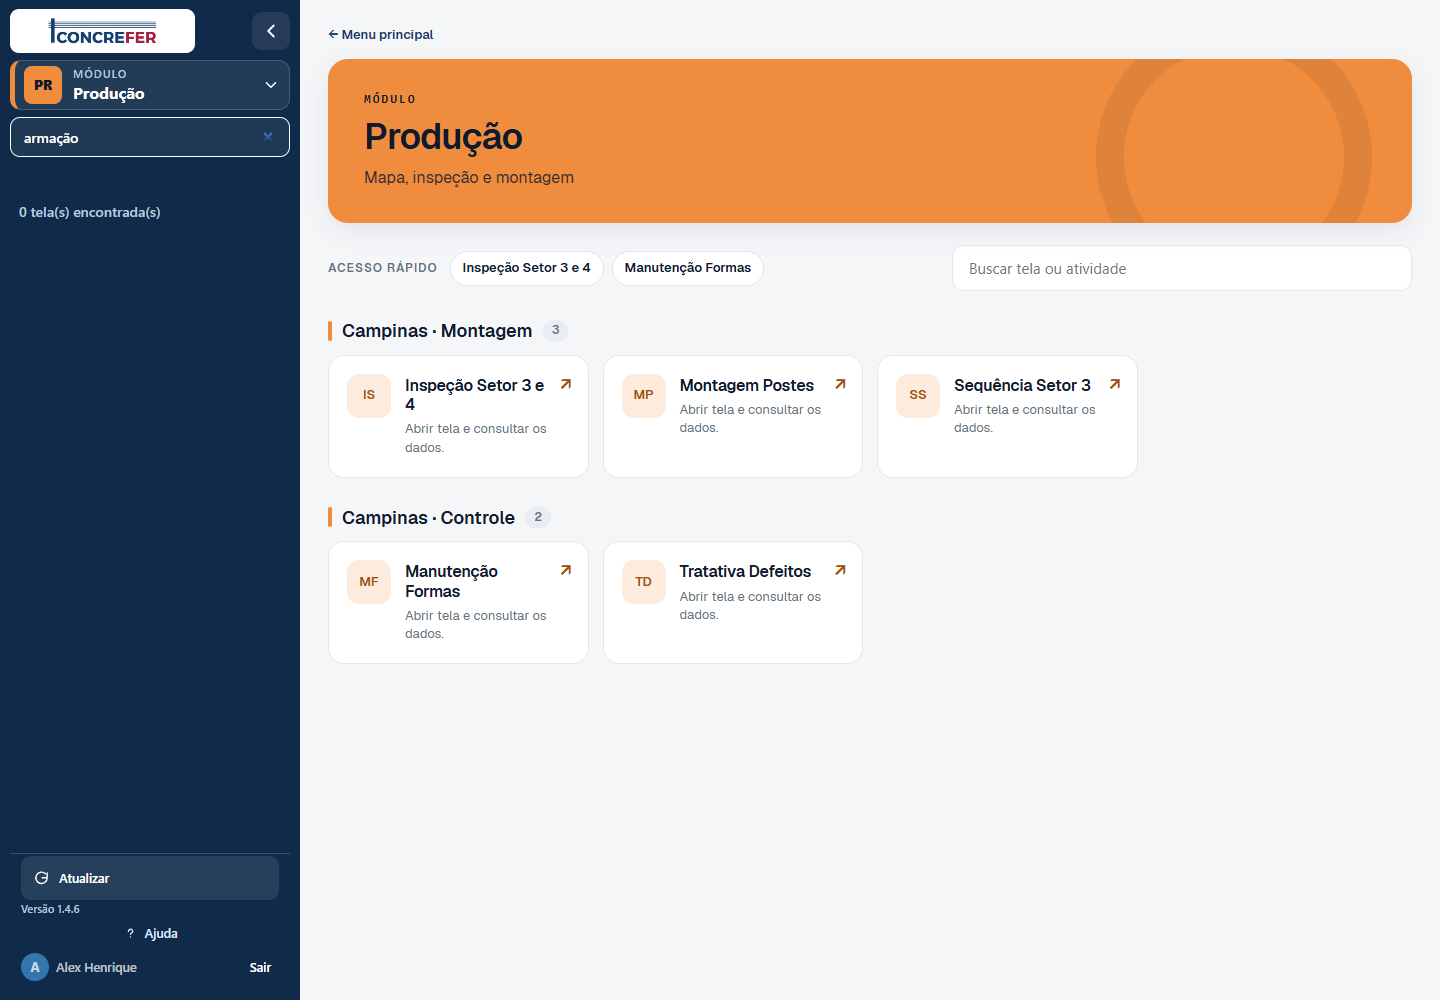 CONCREFER
MÓDULO
PR
Produção
armação
0 tela(s) encontrada(s)
Atualizar
Versão 1.4.6
? Ajuda
A Alex Henrique
Sair
← Menu principal
MÓDULO
Produção
Mapa, inspeção e montagem
ACESSO RÁPIDO
Inspeção Setor 3 e 4
Manutenção Formas
Buscar tela ou atividade
Campinas · Montagem 3
IS
Inspeção Setor 3 e
4
Abrir tela e consultar os
dados.
MP
Montagem Postes
Abrir tela e consultar os
dados.
SS
Sequência Setor 3
Abrir tela e consultar os
dados.
Campinas · Controle 2
MF
Manutenção
Formas
Abrir tela e consultar os
dados.
TD
Tratativa Defeitos
Abrir tela e consultar os
dados.